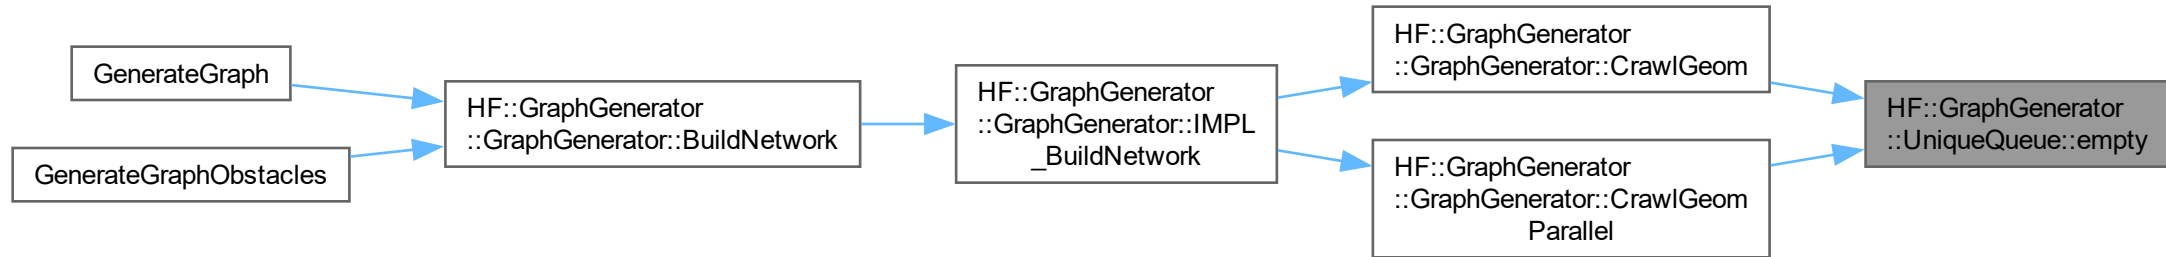 GenerateGraph
GenerateGraphObstacles
HF::GraphGenerator
::GraphGenerator::BuildNetwork
HF::GraphGenerator
::GraphGenerator::IMPL
_BuildNetwork
HF::GraphGenerator
::GraphGenerator::CrawlGeom
HF::GraphGenerator
::GraphGenerator::CrawlGeom
Parallel
HF::GraphGenerator
::UniqueQueue::empty